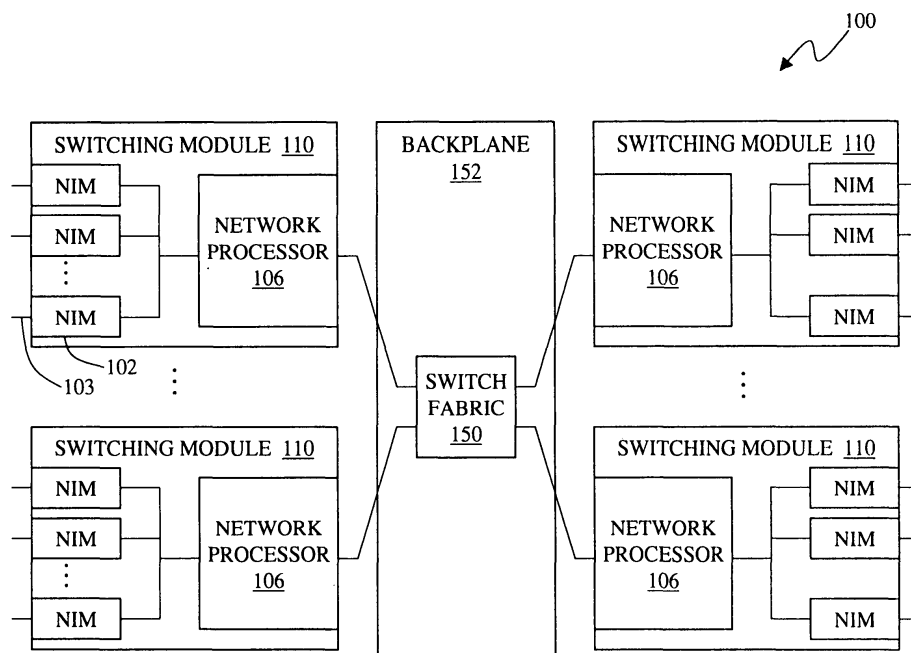 100
SWITCHING MODULE 110
NIM
NIM
NIM
NETWORK
PROCESSOR
106
103
102
BACKPLANE
152
SWITCH
FABRIC
150
SWITCHING MODULE 110
NETWORK
PROCESSOR
106
NIM
NIM
NIM
SWITCHING MODULE 110
NIM
NIM
NIM
NETWORK
PROCESSOR
106
SWITCHING MODULE 110
NETWORK
PROCESSOR
106
NIM
NIM
NIM